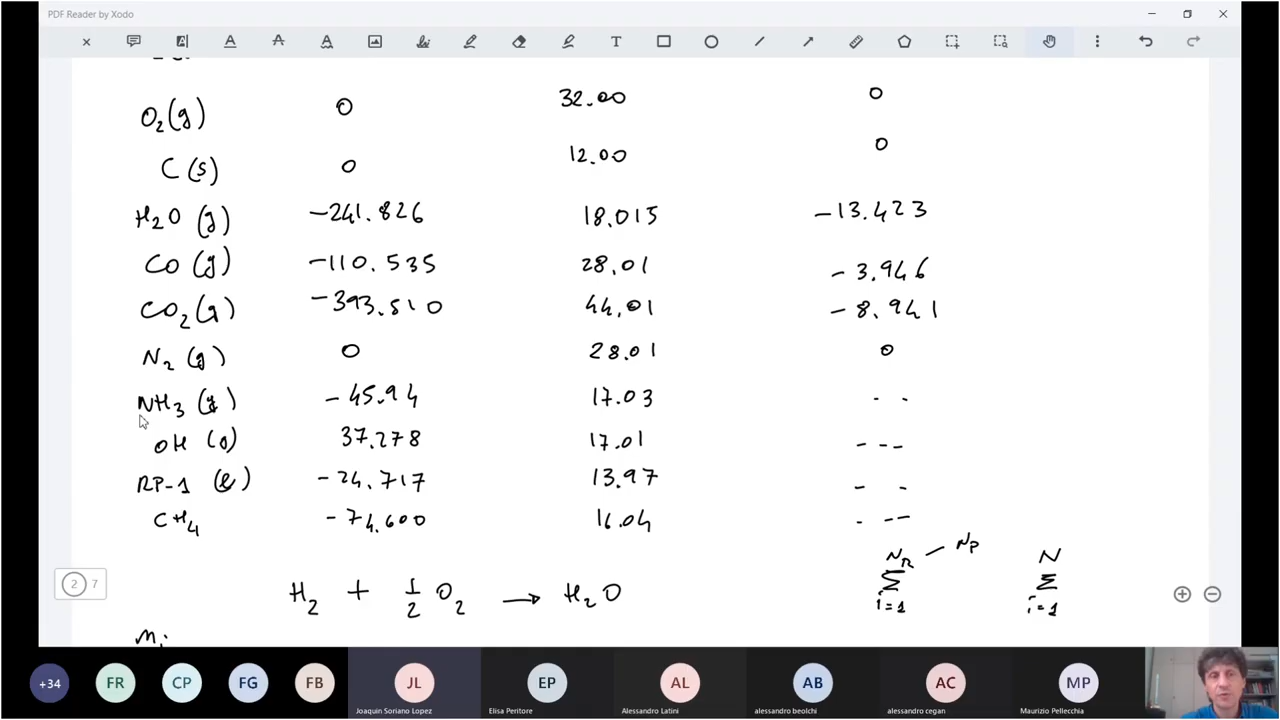 PDF Reader by Xodo
O₂(g) 0 32.00 0
C (s) 0 12.00 0
H₂O (g) -241.826 18.015 -13.423
CO (g) -110.535 28.01 -3.946
CO₂(g) -393.510 44.01 -8.941
N₂ (g) 0 28.01 0
NH₃ (g) -45.94 17.03 - -
OH (g) 37.278 17.01 - - -
RP-1 (l) -24.717 13.97 - -
CH₄ -74.600 16.04 - - -
N_R — N_P N
Σ Σ
i=1 i=1
H₂ + 1/2 O₂ → H₂O
2 7
+34 FR CP FG FB JL EP AL AB AC MP
Joaquin Soriano Lopez Elisa Peritore Alessandro Latini alessandro beolchi alessandro cegan Maurizio Pellecchia